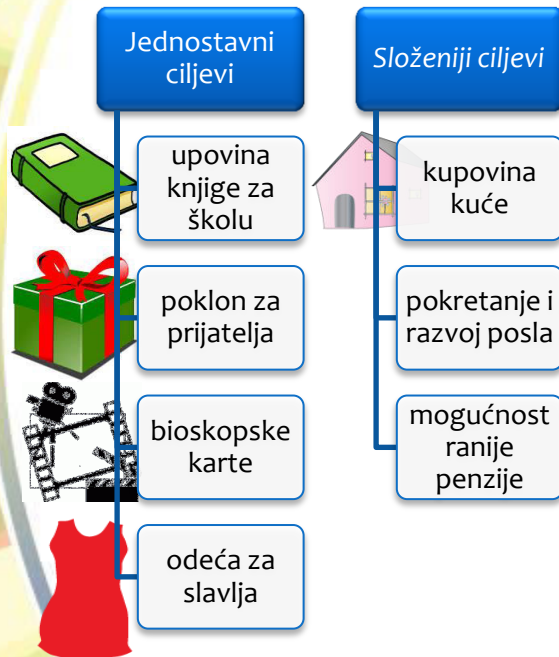 Jednostavni
ciljevi
upovina
knjige za
školu
poklon za
prijatelja
bioskopske
karte
odeća za
slavlja
Složeniji ciljevi
kupovina
kuće
pokretanje i
razvoj posla
mogućnost
ranije
penzije